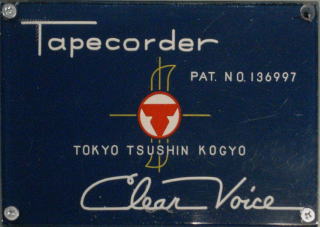 Tapecorder
PAT. NO. 136997
TOKYO TSUSHIN KOGYO
Clear Voice